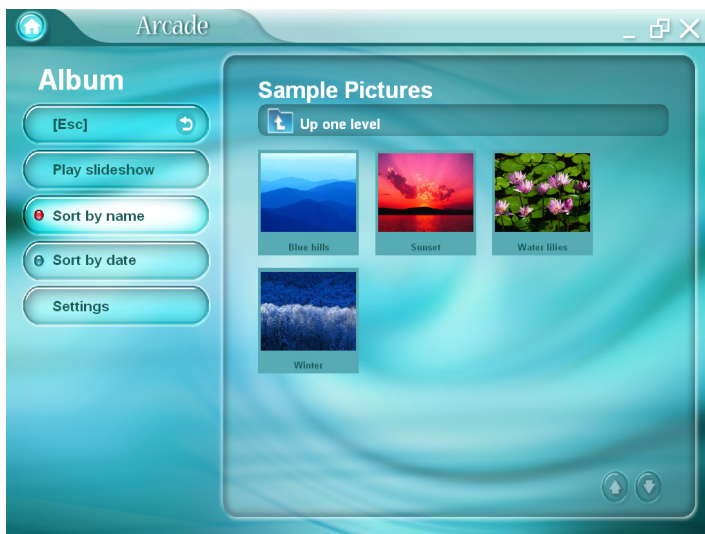 Arcade
Album
[Esc]
Play slideshow
Sort by name
Sort by date
Settings
Sample Pictures
Up one level
Blue hills
Sunset
Water lilies
Winter